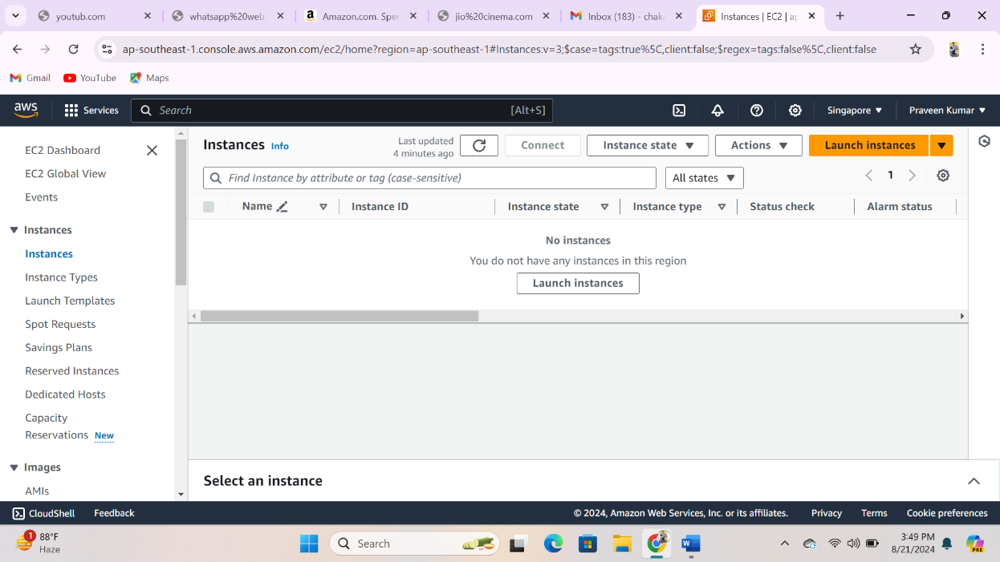 youtub.com
whatsapp%20web.
Amazon.com. Spen
jio%20cinema.com
Inbox (183) - chaka
Instances | EC2 | ap
ap-southeast-1.console.aws.amazon.com/ec2/home?region=ap-southeast-1#Instances:v=3;$case=tags:true%5C,client:false;$regex=tags:false%5C,client:false
Gmail
YouTube
Maps
aws
Services
Search
[Alt+S]
Singapore
Praveen Kumar
EC2 Dashboard
EC2 Global View
Events
Instances
Instances
Instance Types
Launch Templates
Spot Requests
Savings Plans
Reserved Instances
Dedicated Hosts
Capacity
Reservations New
Images
AMIs
Instances Info
Last updated
4 minutes ago
Connect
Instance state
Actions
Launch instances
Find Instance by attribute or tag (case-sensitive)
All states
1
Name
Instance ID
Instance state
Instance type
Status check
Alarm status
No instances
You do not have any instances in this region
Launch instances
Select an instance
CloudShell
Feedback
© 2024, Amazon Web Services, Inc. or its affiliates.
Privacy
Terms
Cookie preferences
1
88°F
Haze
Search
W
PRE
3:49 PM
8/21/2024